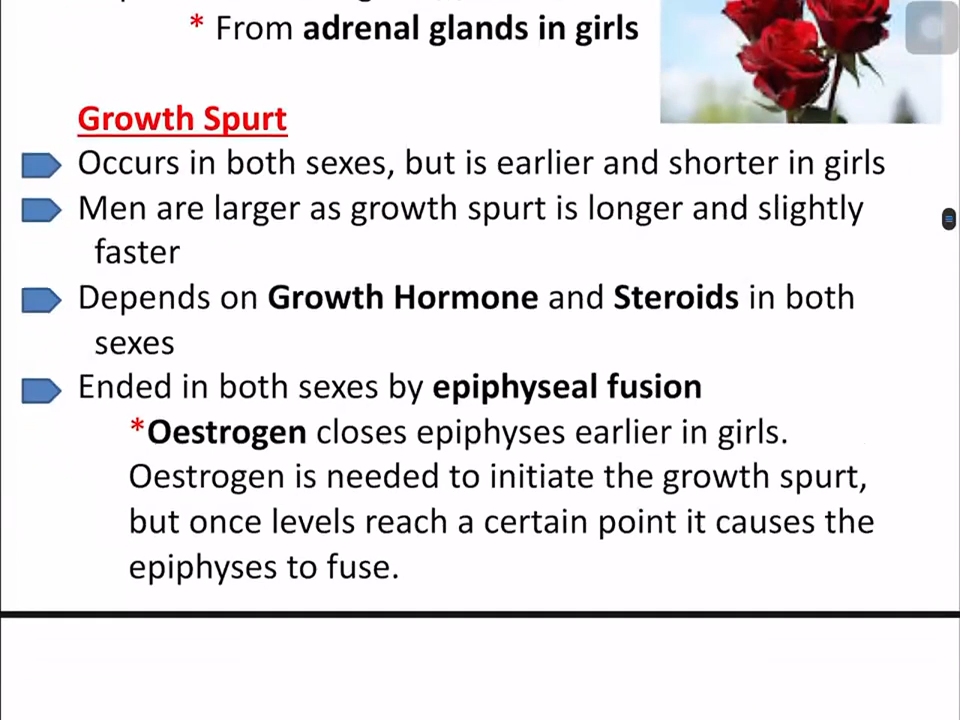 * From adrenal glands in girls
Growth Spurt
Occurs in both sexes, but is earlier and shorter in girls
Men are larger as growth spurt is longer and slightly
faster
Depends on Growth Hormone and Steroids in both
sexes
Ended in both sexes by epiphyseal fusion
*Oestrogen closes epiphyses earlier in girls.
Oestrogen is needed to initiate the growth spurt,
but once levels reach a certain point it causes the
epiphyses to fuse.